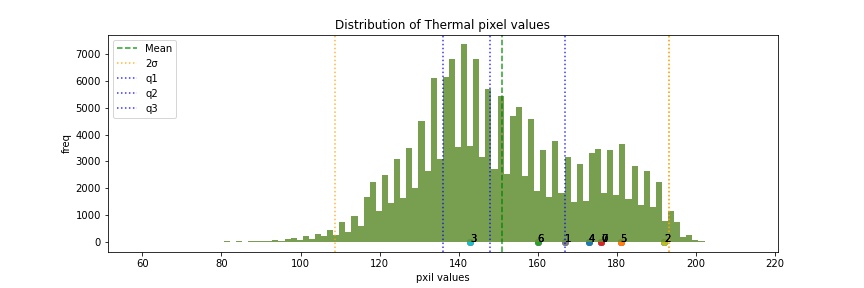 Distribution of Thermal pixel values
freq
7000
6000
5000
4000
3000
2000
1000
0
Mean
2σ
q1
q2
q3
3 6 1 4 7 5 2
60 80 100 120 140 160 180 200 220
pxil values